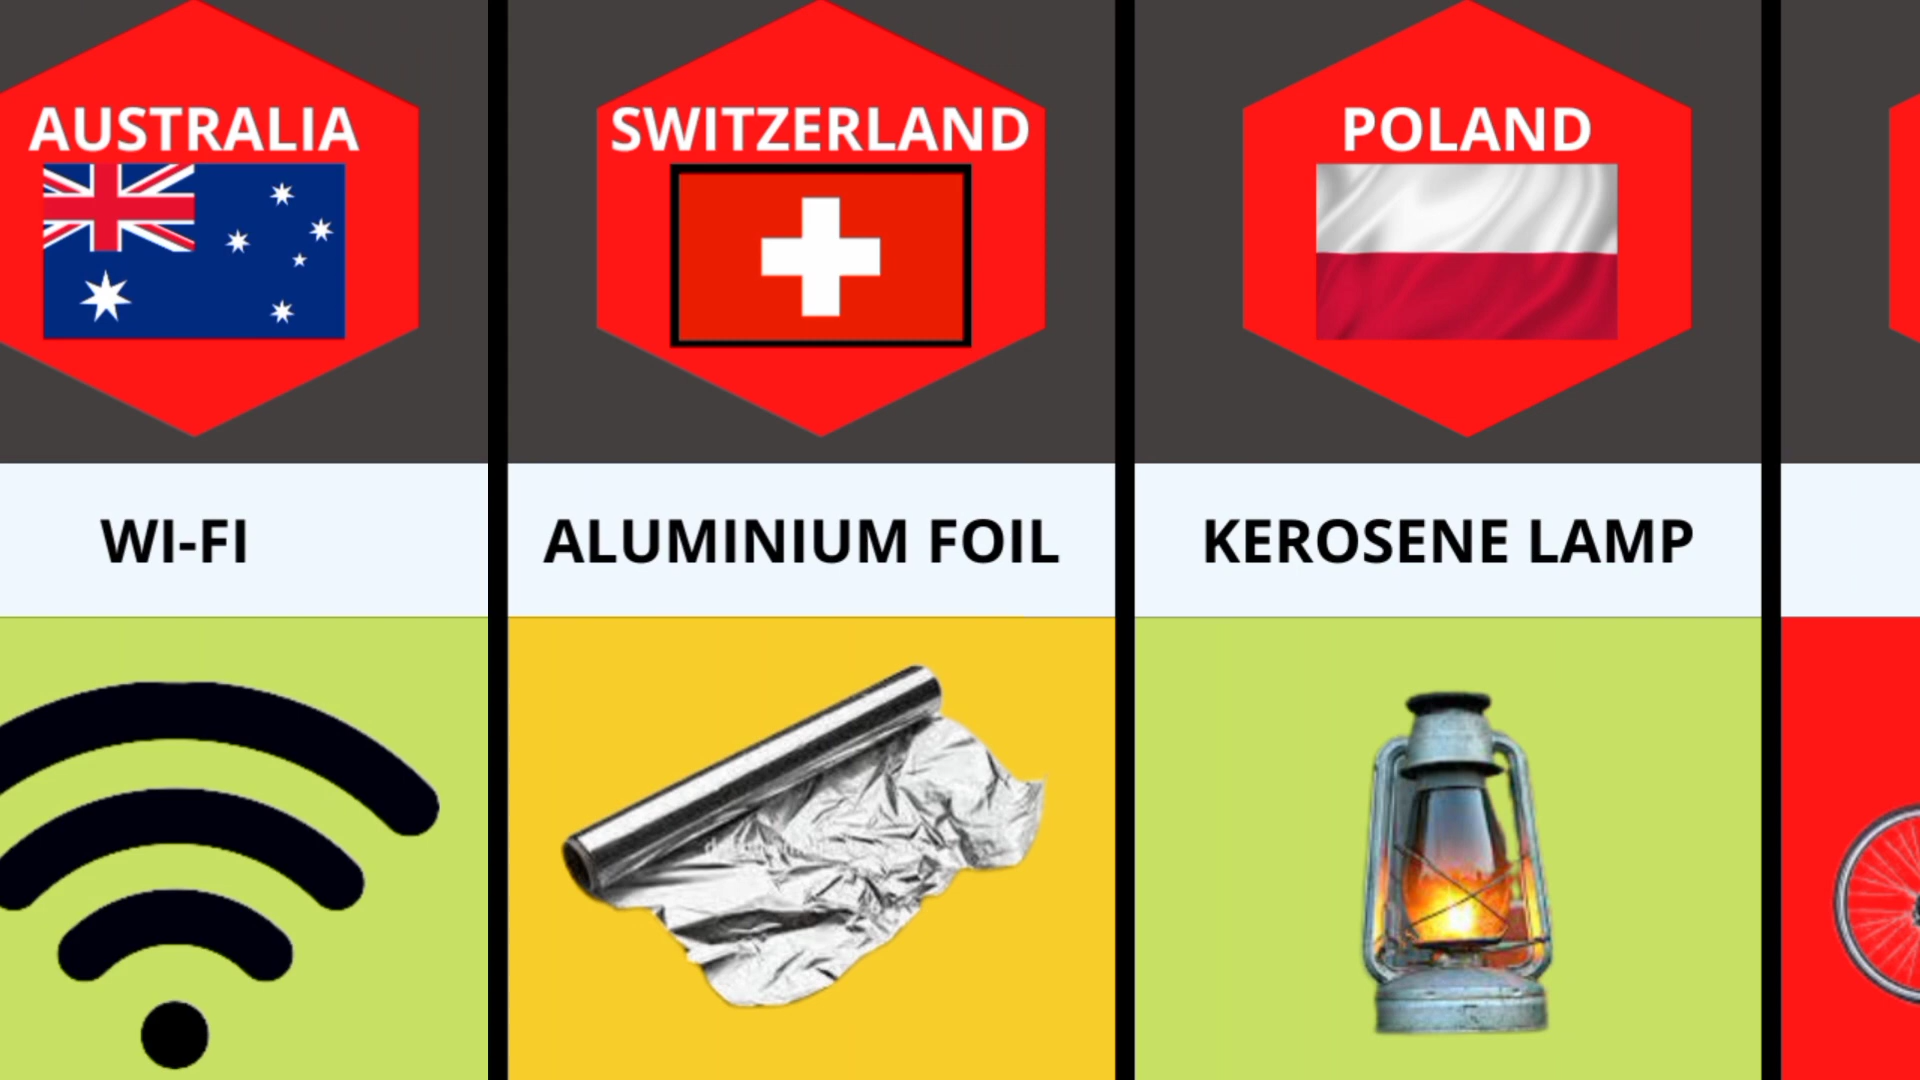 AUSTRALIA
SWITZERLAND
POLAND
WI-FI
ALUMINIUM FOIL
KEROSENE LAMP